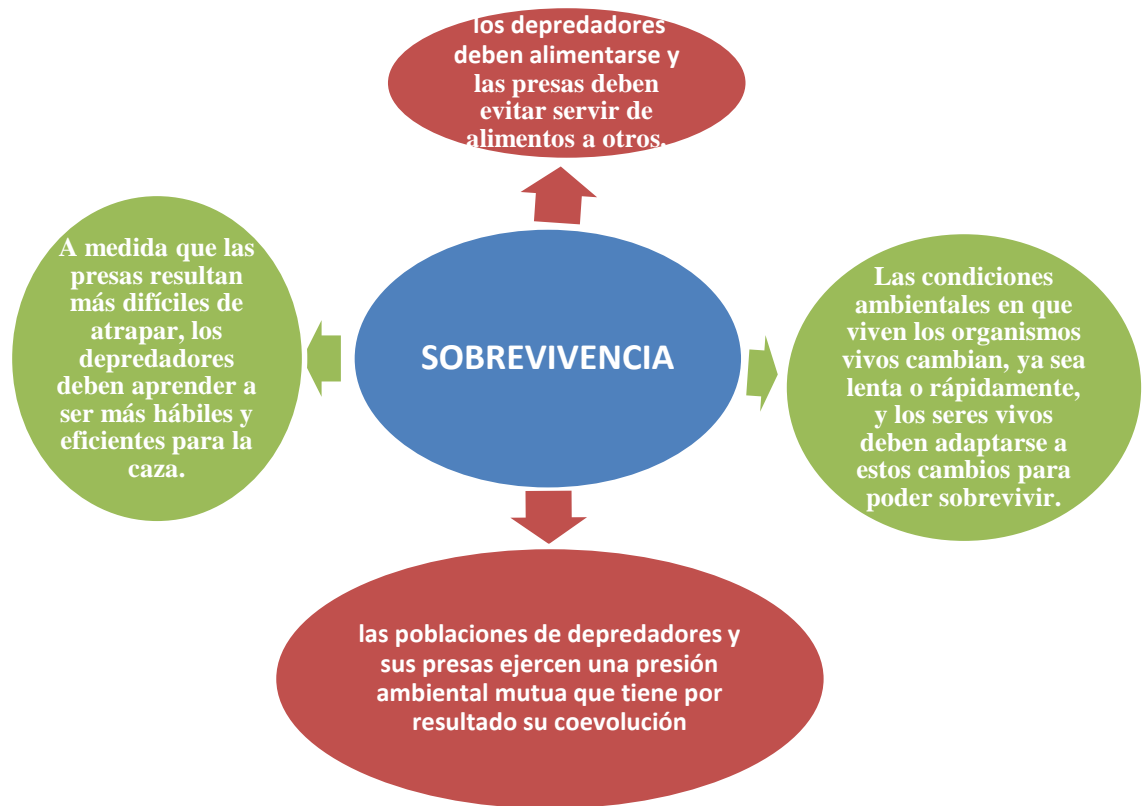 los depredadores
deben alimentarse y
las presas deben
evitar servir de
alimentos a otros.
A medida que las
presas resultan
más difíciles de
atrapar, los
depredadores
deben aprender a
ser más hábiles y
eficientes para la
caza.
SOBREVIVENCIA
Las condiciones
ambientales en que
viven los organismos
vivos cambian, ya sea
lenta o rápidamente,
y los seres vivos
deben adaptarse a
estos cambios para
poder sobrevivir.
las poblaciones de depredadores y
sus presas ejercen una presión
ambiental mutua que tiene por
resultado su coevolución